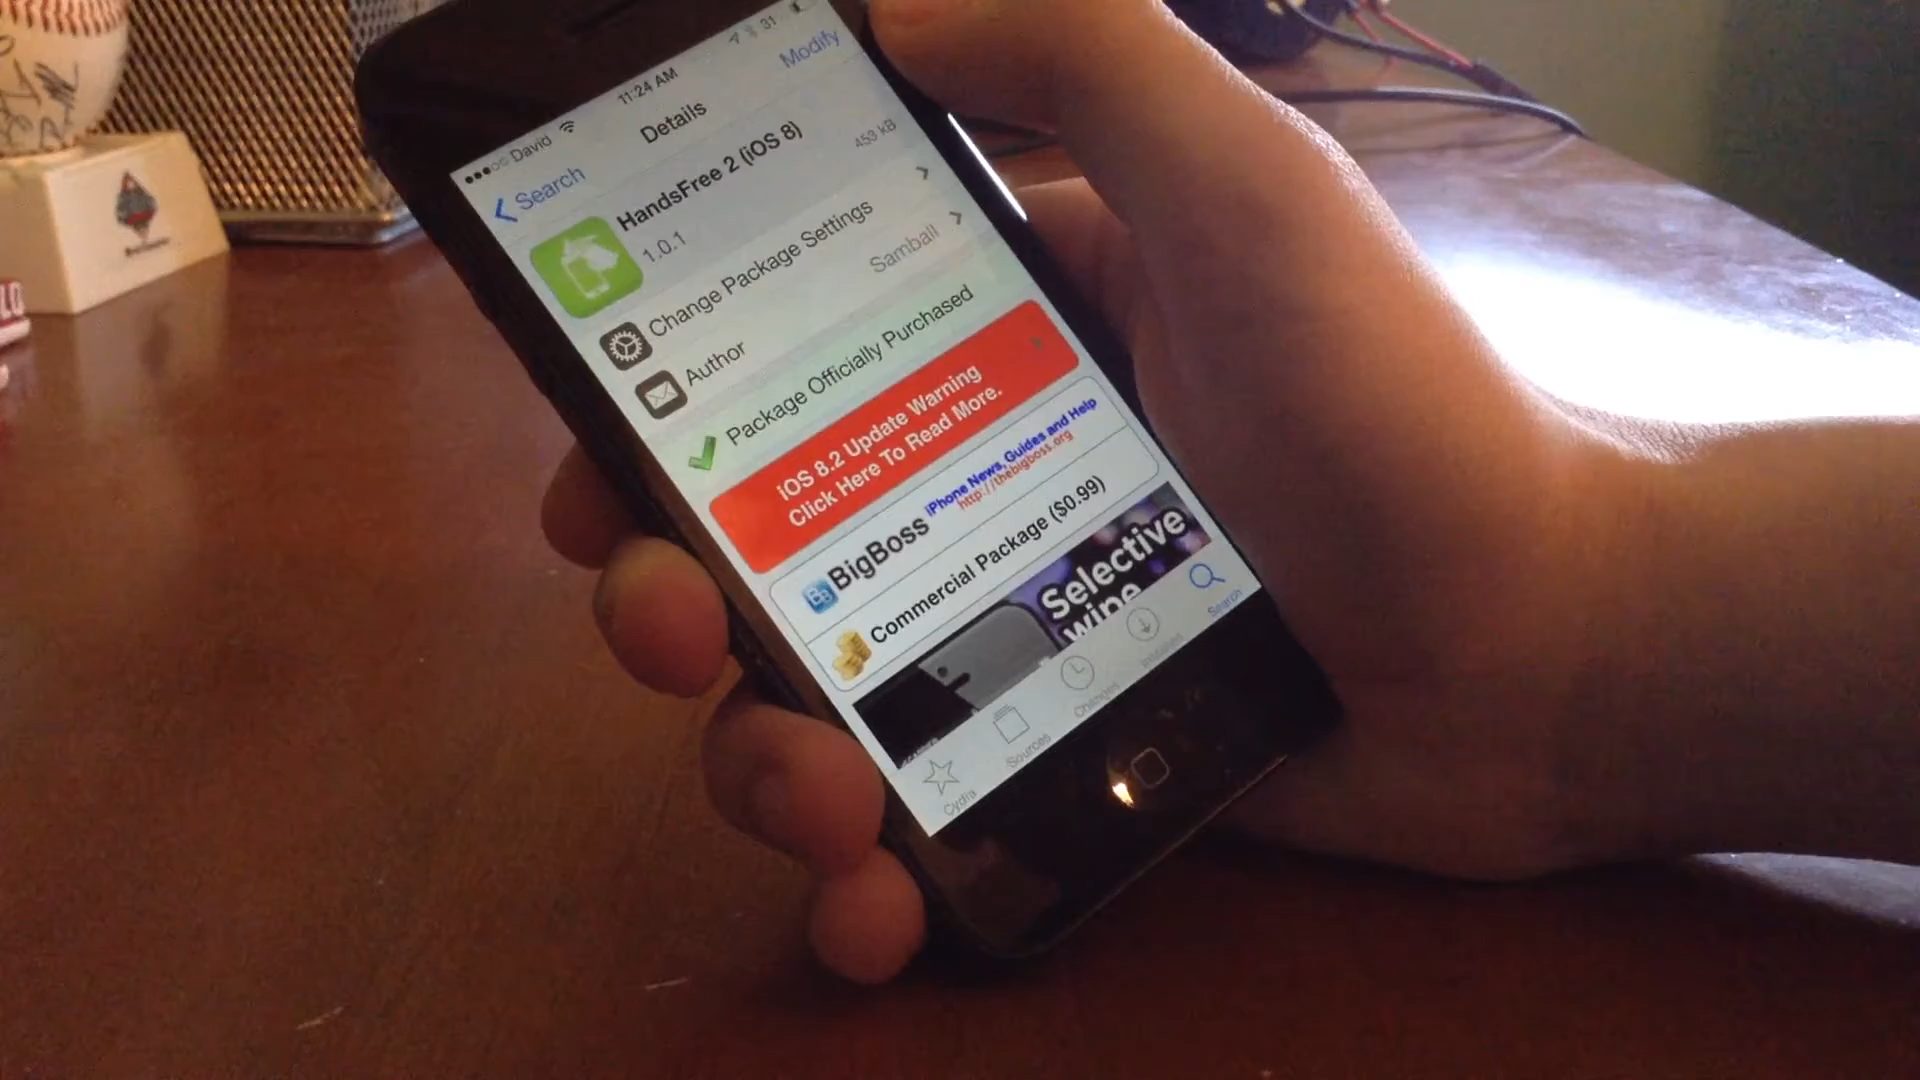 David
11:24 AM
31
Search
Details
Modify
HandsFree 2 (iOS 8)
1.0.1
453 kB
Change Package Settings
Author
Samball
Package Officially Purchased
iOS 8.2 Update Warning
Click Here To Read More.
BigBoss
iPhone News, Guides and Help
http://thebigboss.org
Commercial Package ($0.99)
Selective
wipe
Cydia
Sources
Changes
Installed
Search